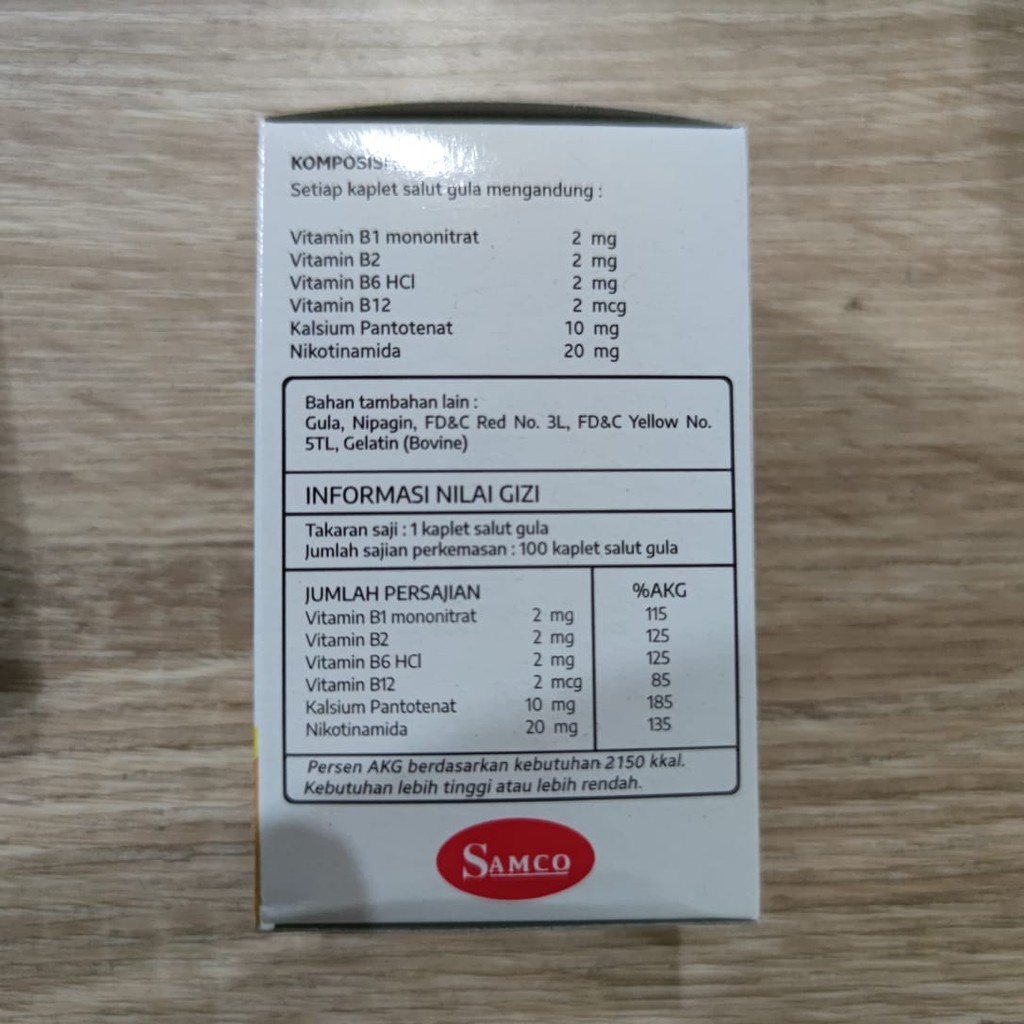 KOMPOSISI
Setiap kaplet salut gula mengandung :
Vitamin B1 mononitrat 2 mg
Vitamin B2 2 mg
Vitamin B6 HCl 2 mg
Vitamin B12 2 mcg
Kalsium Pantotenat 10 mg
Nikotinamida 20 mg
Bahan tambahan lain :
Gula, Nipagin, FD&C Red No. 3L, FD&C Yellow No.
5TL, Gelatin (Bovine)
INFORMASI NILAI GIZI
Takaran saji : 1 kaplet salut gula
Jumlah sajian perkemasan : 100 kaplet salut gula
JUMLAH PERSAJIAN %AKG
Vitamin B1 mononitrat 2 mg 115
Vitamin B2 2 mg 125
Vitamin B6 HCl 2 mg 125
Vitamin B12 2 mcg 85
Kalsium Pantotenat 10 mg 185
Nikotinamida 20 mg 135
Persen AKG berdasarkan kebutuhan 2150 kkal.
Kebutuhan lebih tinggi atau lebih rendah.
SAMCO